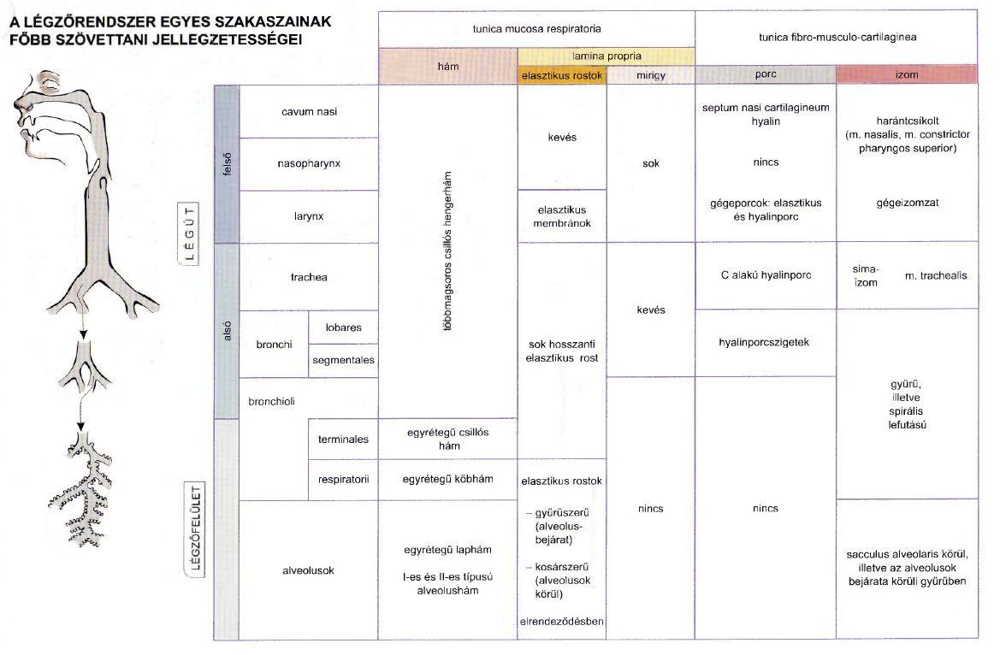 A LÉGZŐRENDSZER EGYES SZAKASZAINAK
FŐBB SZÖVETTANI JELLEGZETESSÉGEI
tunica mucosa respiratoria
tunica fibro-musculo-cartilaginea
hám
lamina propria
elasztikus rostok
mirigy
porc
izom
LÉGÚT
felső
cavum nasi
nasopharynx
larynx
többmagsoros csillós hengerhám
kevés
elasztikus
membránok
sok
septum nasi cartilagineum
hyalin
nincs
gégeporcok: elasztikus
és hyalinporc
harántcsíkolt
(m. nasalis, m. constrictor
pharyngos superior)
gégeizomzat
alsó
trachea
bronchi
lobares
segmentales
bronchioli
sok hosszanti
elasztikus rost
kevés
C alakú hyalinporc
hyalinporcszigetek
sima-
izom
m. trachealis
gyűrű,
illetve
spirális
lefutású
LÉGZŐFELÜLET
terminales
egyrétegű csillós
hám
respiratorii
egyrétegű köbhám
alveolusok
egyrétegű laphám
I-es és II-es típusú
alveolushám
elasztikus rostok
– gyűrűszerű
(alveolus-
bejárat)
– kosárszerű
(alveolusok
körül)
elrendeződésben
nincs
nincs
sacculus alveolaris körül,
illetve az alveolusok
bejárata körüli gyűrűben